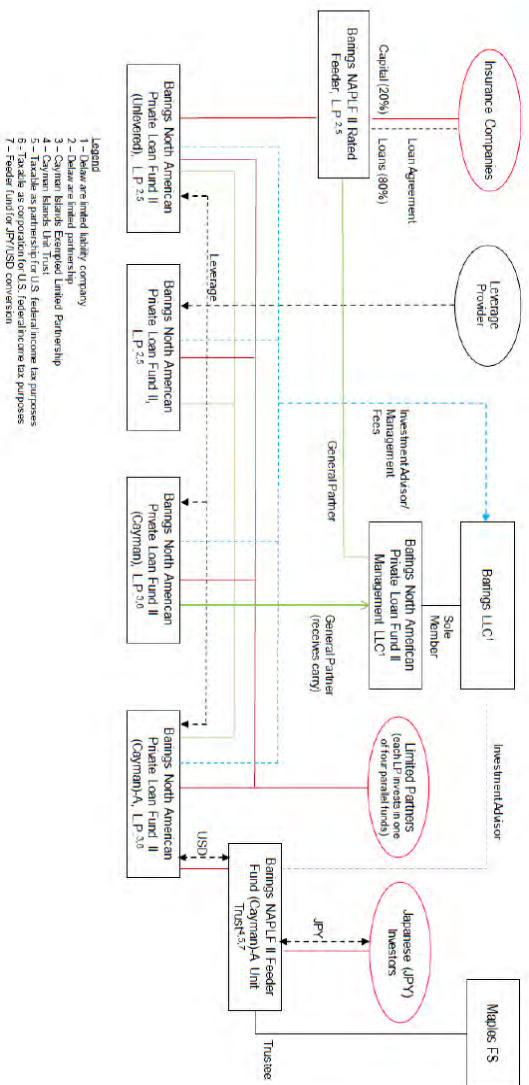 Insurance Companies
Leverage
Provider
Barings LLC¹
Limited Partners
(each LP invests in one
of four parallel funds)
Japanese (JPY)
Investors
Maples FS
Capital (20%)
Loan Agreement
Loans (80%)
Investment Advisor/
Management
Fees
Sole
Member
Investment Advisor
JPY
Trustee
Barings NAPLF II Rated
Feeder, L.P.²,⁵
General Partner
Barings North American
Private Loan Fund II
Management LLC¹
General Partner
(receives carry)
Barings NAPLF II Feeder
Fund (Cayman)-A Unit
Trust⁴,⁵,⁷
Leverage
USD
Barings North American
Private Loan Fund II
(Unlevered), L.P.²,⁵
Barings North American
Private Loan Fund II,
L.P.²,⁵
Barings North American
Private Loan Fund II
(Cayman), L.P.³,⁶
Barings North American
Private Loan Fund II
(Cayman)-A, L.P.³,⁶
Legend
1 – Delaware limited liability company
2 – Delaware limited partnership
3 – Cayman Islands Exempted Limited Partnership
4 – Cayman Islands Unit Trust
5 – Taxable as partnership for U.S. federal income tax purposes
6 – Taxable as corporation for U.S. federal income tax purposes
7 – Feeder fund for JPY/USD conversion